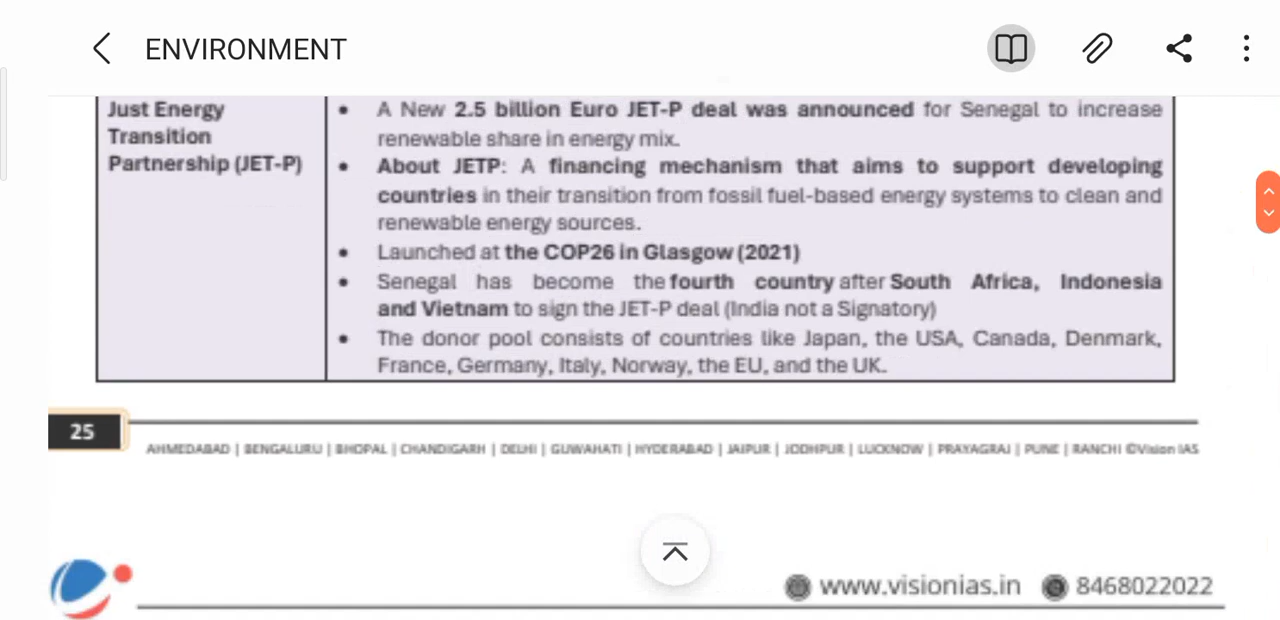 ENVIRONMENT
Just Energy
Transition
Partnership (JET-P)
• A New 2.5 billion Euro JET-P deal was announced for Senegal to increase
renewable share in energy mix.
• About JETP: A financing mechanism that aims to support developing
countries in their transition from fossil fuel-based energy systems to clean and
renewable energy sources.
• Launched at the COP26 in Glasgow (2021)
• Senegal has become the fourth country after South Africa, Indonesia
and Vietnam to sign the JET-P deal (India not a Signatory)
• The donor pool consists of countries like Japan, the USA, Canada, Denmark,
France, Germany, Italy, Norway, the EU, and the UK.
25
AHMEDABAD | BENGALURU | BHOPAL | CHANDIGARH | DELHI | GUWAHATI | HYDERABAD | JAIPUR | JODHPUR | LUCKNOW | PRAYAGRAJ | PUNE | RANCHI ©Vision IAS
www.visionias.in 8468022022